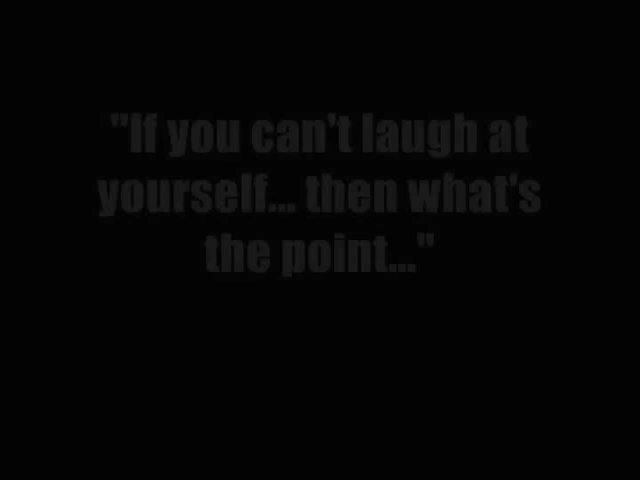 "If you can't laugh at
yourself... then what's
the point..."